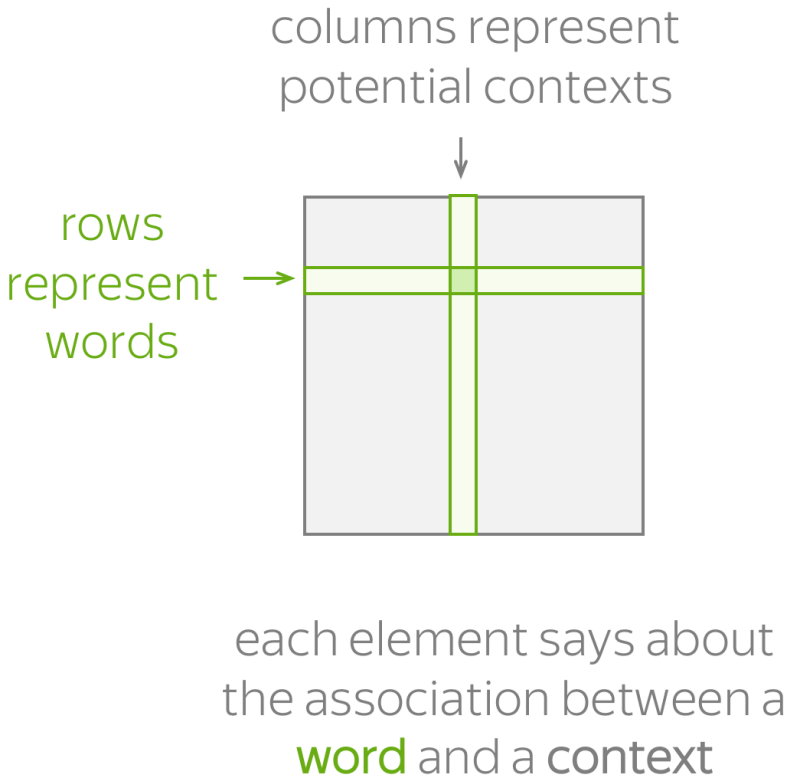 columns represent
potential contexts
rows
represent
words
each element says about
the association between a
word and a context